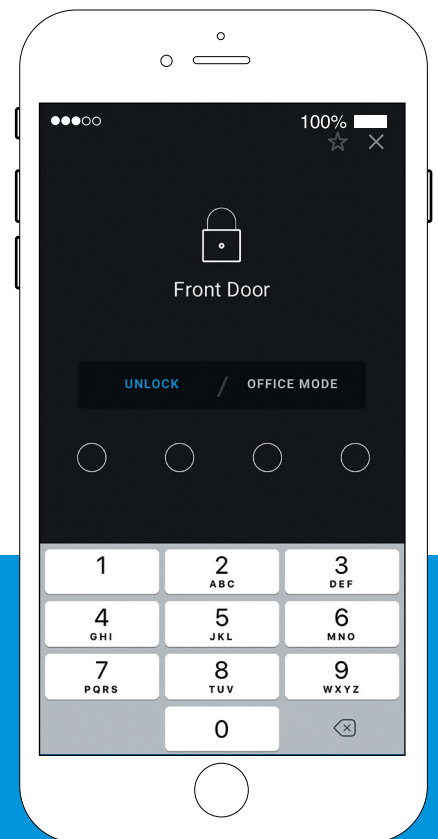 100%
Front Door
UNLOCK / OFFICE MODE
1 2 3
ABC DEF
4 5 6
GHI JKL MNO
7 8 9
PQRS TUV WXYZ
0